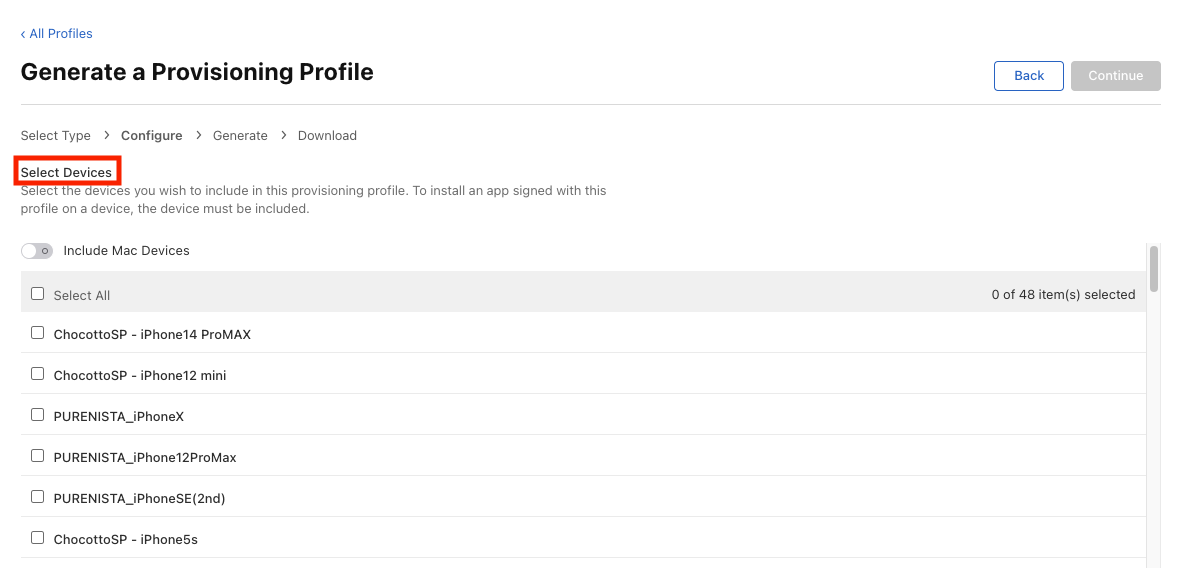 ‹ All Profiles
Generate a Provisioning Profile
Back
Continue
Select Type > Configure > Generate > Download
Select Devices
Select the devices you wish to include in this provisioning profile. To install an app signed with this
profile on a device, the device must be included.
Include Mac Devices
Select All
0 of 48 item(s) selected
ChocottoSP - iPhone14 ProMAX
ChocottoSP - iPhone12 mini
PURENISTA_iPhoneX
PURENISTA_iPhone12ProMax
PURENISTA_iPhoneSE(2nd)
ChocottoSP - iPhone5s